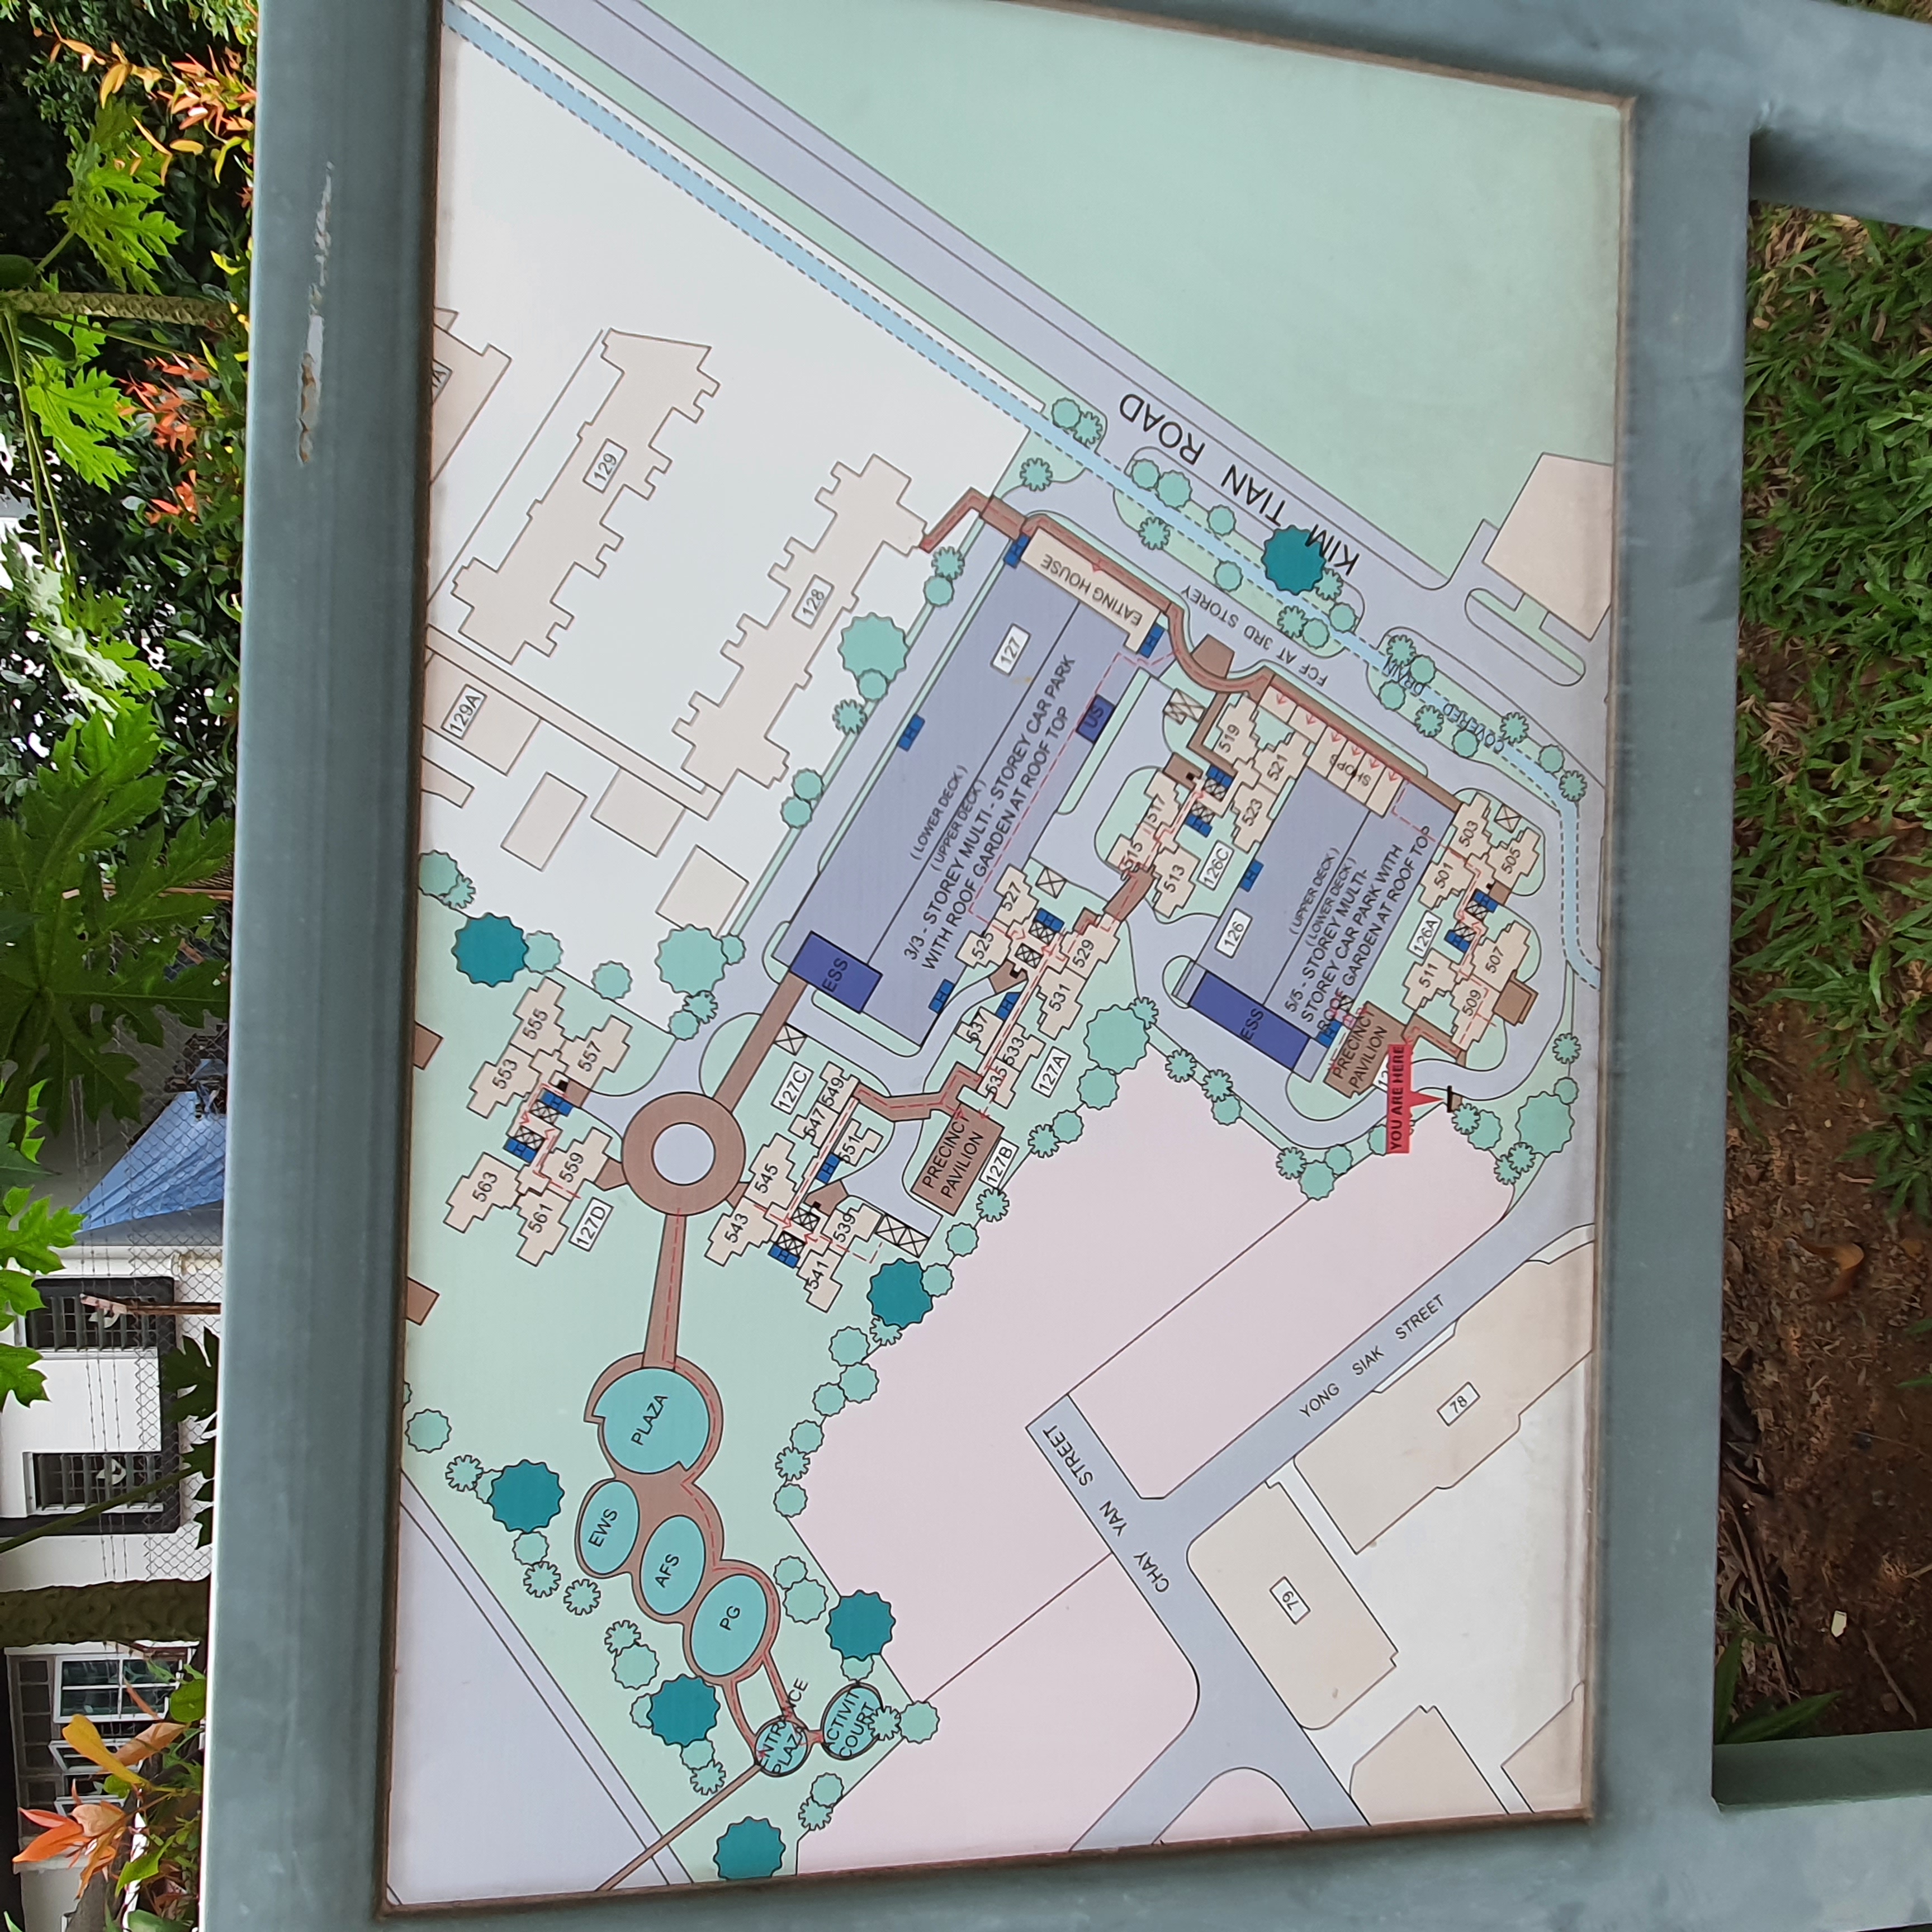 563
553
555
561
559
557
127D
129A
129
EWS
PLAZA
AFS
PG
ENTRANCE
PLAZA
COURT
543
545
127C
547
549
541
539
551
128
ESS
( LOWER DECK )
( UPPER DECK )
3/3 - STOREY MULTI - STOREY CAR PARK
WITH ROOF GARDEN AT ROOF TOP
127
PRECINCT
PAVILION
127B
537
535
533
525
527
127A
531
529
US
EATING HOUSE
CHAY YAN STREET
515
517
513
126C
519
523
521
126
ESS
( UPPER DECK )
( LOWER DECK )
5/5 - STOREY MULTI-
STOREY CAR PARK WITH
ROOF GARDEN AT ROOF TOP
SHOPS
FCF AT 3RD STOREY
KIM TIAN ROAD
79
YONG SIAK STREET
78
PRECINCT
PAVILION
YOU ARE HERE
126A
511
501
509
503
507
505
COVERED DRAIN